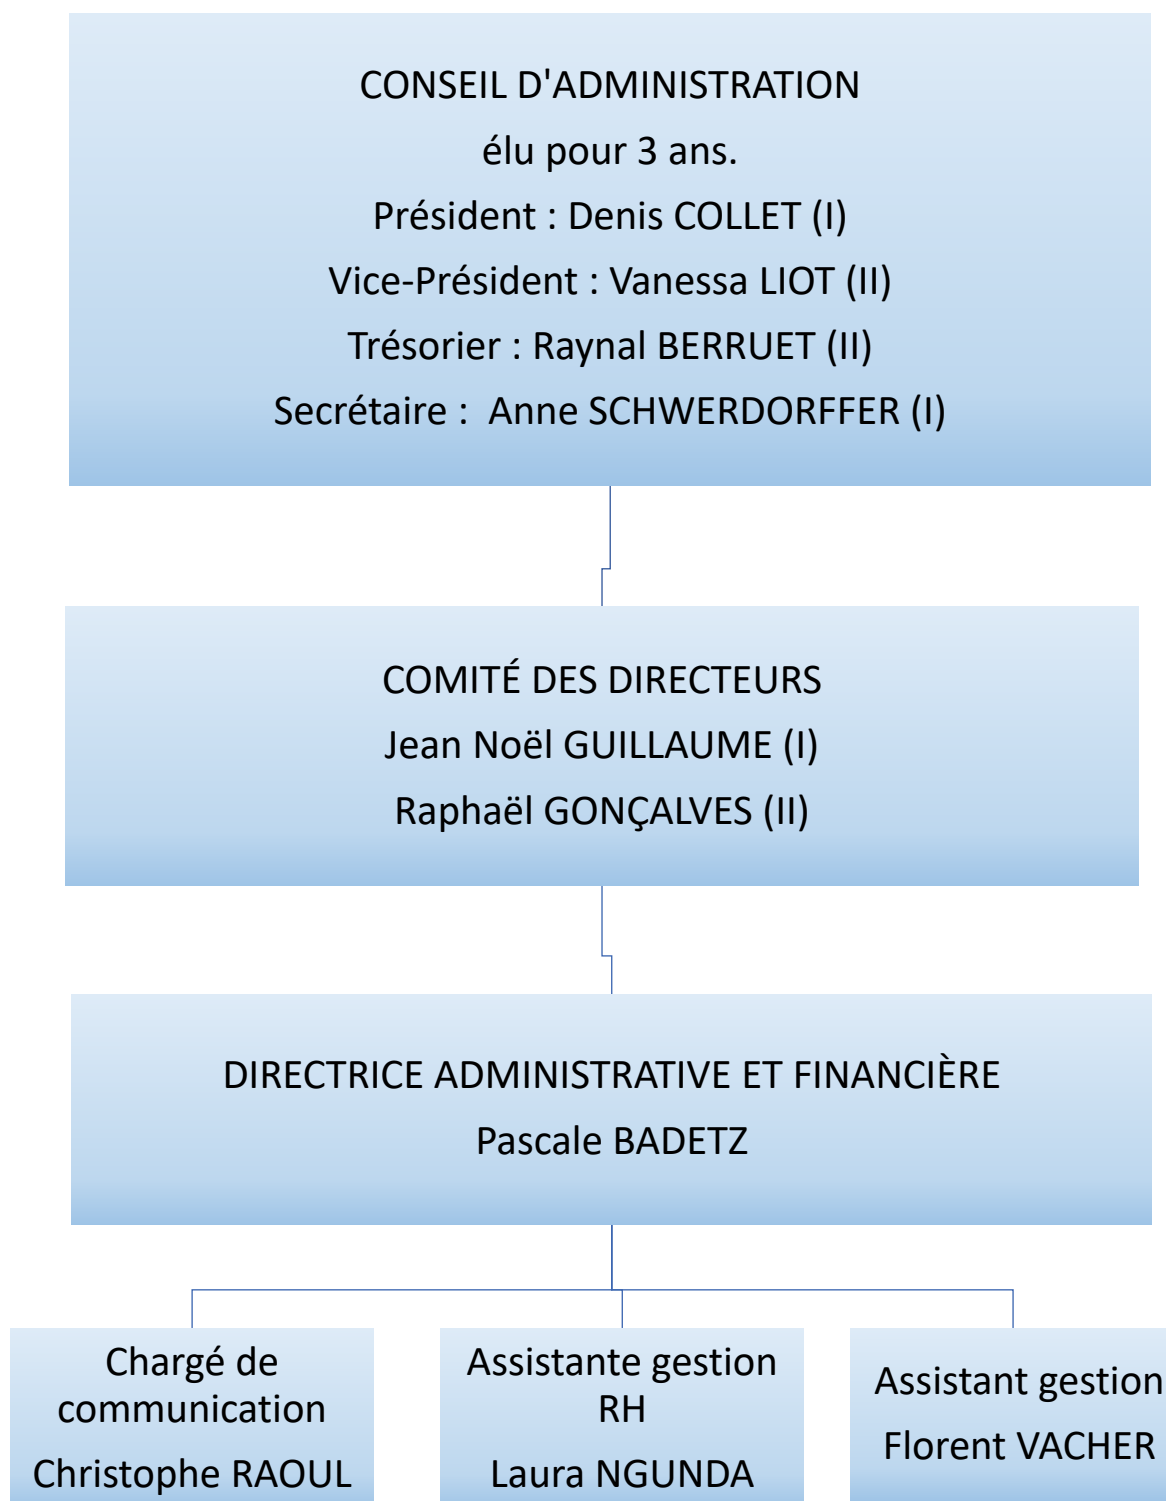 CONSEIL D'ADMINISTRATION
élu pour 3 ans.
Président : Denis COLLET (I)
Vice-Président : Vanessa LIOT (II)
Trésorier : Raynal BERRUET (II)
Secrétaire :  Anne SCHWERDORFFER (I)
COMITÉ DES DIRECTEURS
Jean Noël GUILLAUME (I)
Raphaël GONÇALVES (II)
DIRECTRICE ADMINISTRATIVE ET FINANCIÈRE
Pascale BADETZ
Chargé de
communication
Christophe RAOUL
Assistante gestion
RH
Laura NGUNDA
Assistant gestion
Florent VACHER